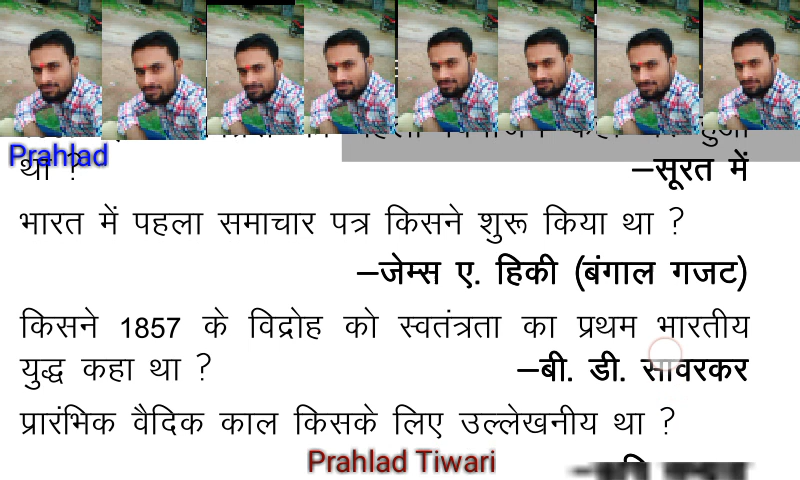 Prahlad
था ?
–सूरत में
भारत में पहला समाचार पत्र किसने शुरू किया था ?
–जेम्स ए. हिकी (बंगाल गजट)
किसने 1857 के विद्रोह को स्वतंत्रता का प्रथम भारतीय
युद्ध कहा था ?
–बी. डी. सावरकर
प्रारंभिक वैदिक काल किसके लिए उल्लेखनीय था ?
Prahlad Tiwari